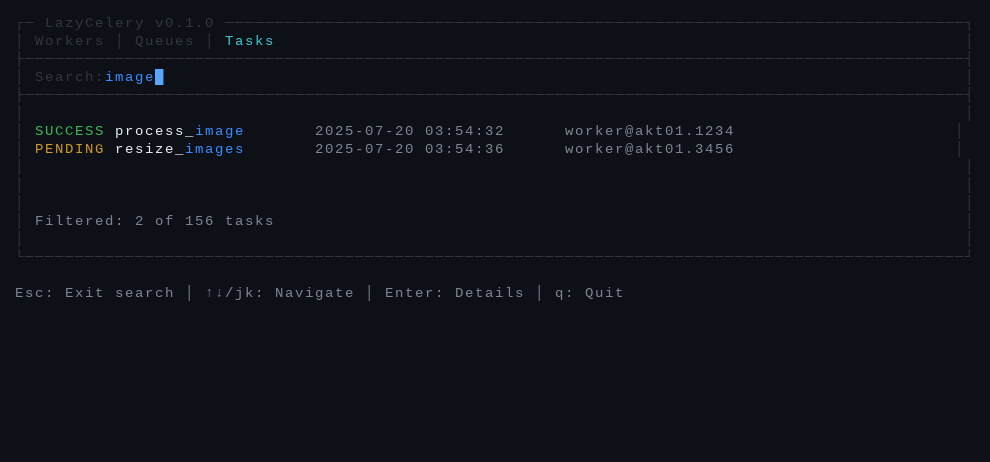 LazyCelery v0.1.0
Workers │ Queues │ Tasks
Search:image
SUCCESS process_image 2025-07-20 03:54:32 worker@akt01.1234
PENDING resize_images 2025-07-20 03:54:36 worker@akt01.3456
Filtered: 2 of 156 tasks
Esc: Exit search │ ↑↓/jk: Navigate │ Enter: Details │ q: Quit